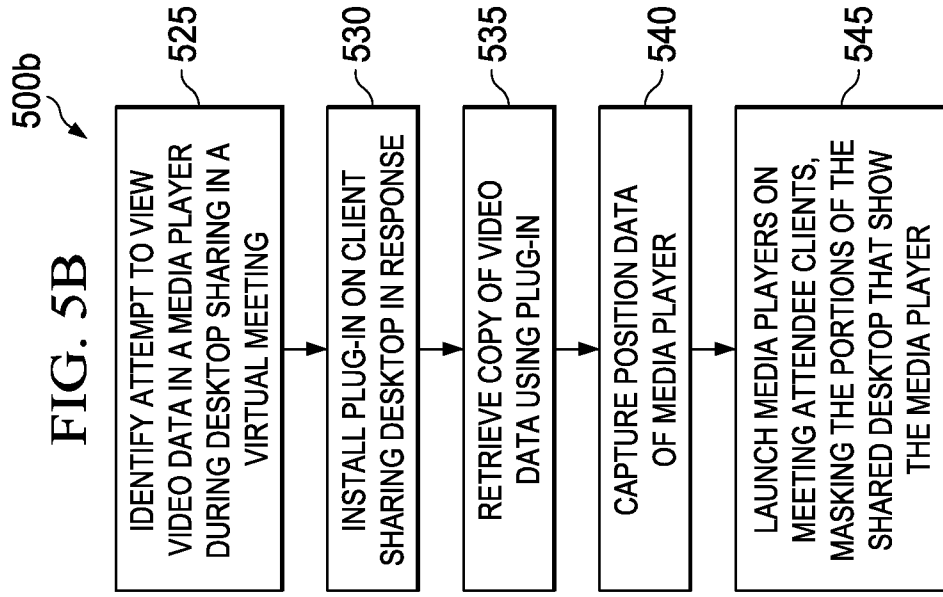 FIG. 5B
500b
IDENTIFY ATTEMPT TO VIEW
VIDEO DATA IN A MEDIA PLAYER
DURING DESKTOP SHARING IN A
VIRTUAL MEETING
525
INSTALL PLUG-IN ON CLIENT
SHARING DESKTOP IN RESPONSE
530
RETRIEVE COPY OF VIDEO
DATA USING PLUG-IN
535
CAPTURE POSITION DATA
OF MEDIA PLAYER
540
LAUNCH MEDIA PLAYERS ON
MEETING ATTENDEE CLIENTS,
MASKING THE PORTIONS OF THE
SHARED DESKTOP THAT SHOW
THE MEDIA PLAYER
545